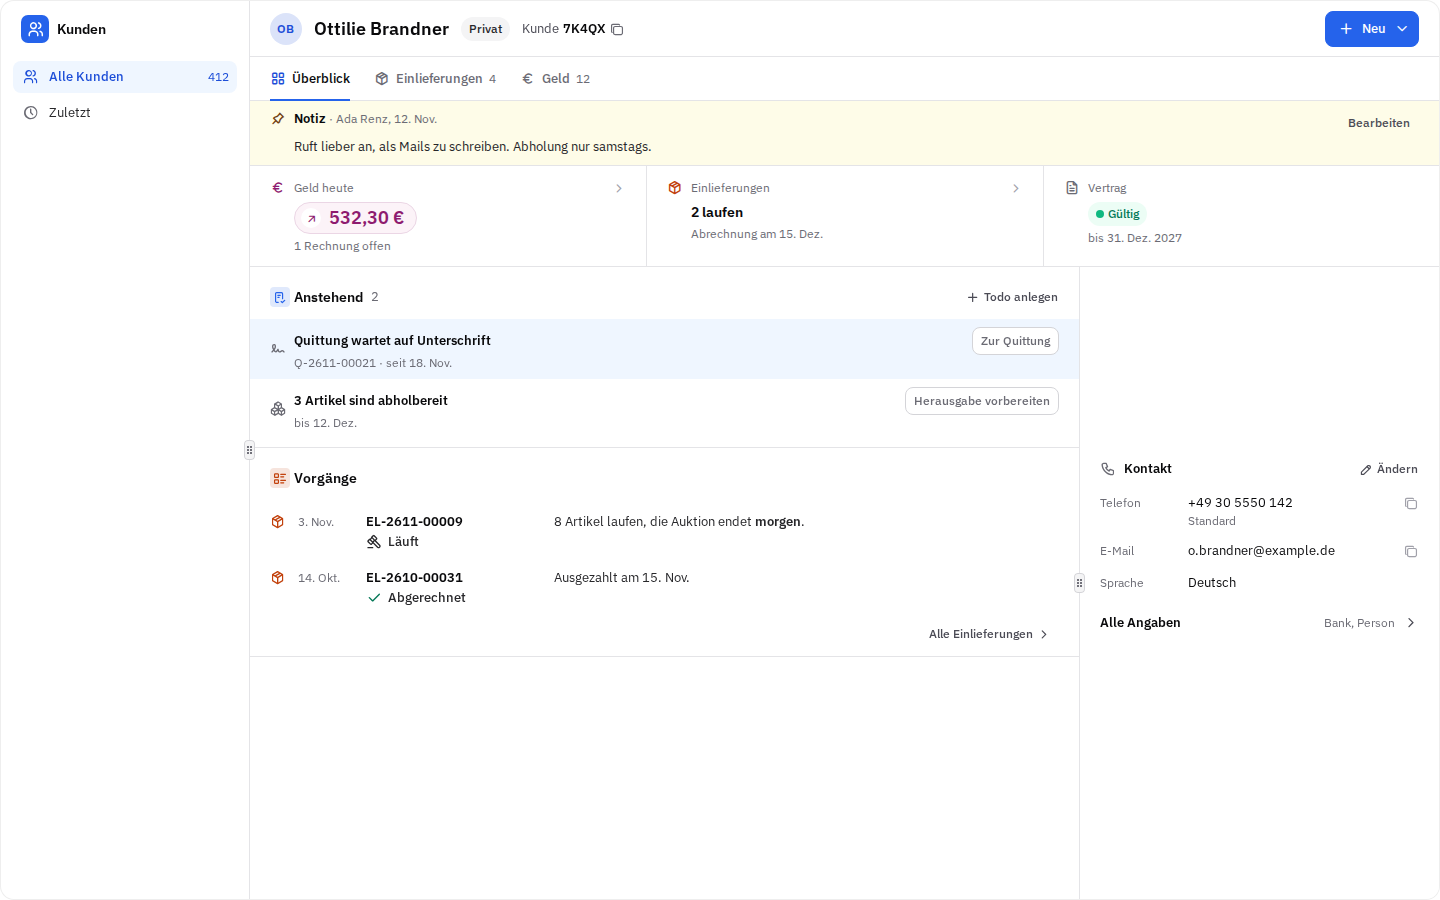 Kunden
Alle Kunden 412
Zuletzt
OB Ottilie Brandner Privat Kunde 7K4QX
Neu
Überblick Einlieferungen 4 Geld 12
Notiz · Ada Renz, 12. Nov.
Bearbeiten
Ruft lieber an, als Mails zu schreiben. Abholung nur samstags.
Geld heute
532,30 €
1 Rechnung offen
Einlieferungen
2 laufen
Abrechnung am 15. Dez.
Vertrag
Gültig
bis 31. Dez. 2027
Anstehend 2
Todo anlegen
Quittung wartet auf Unterschrift
Zur Quittung
Q-2611-00021 · seit 18. Nov.
3 Artikel sind abholbereit
Herausgabe vorbereiten
bis 12. Dez.
Vorgänge
3. Nov. EL-2611-00009 8 Artikel laufen, die Auktion endet morgen.
Läuft
14. Okt. EL-2610-00031 Ausgezahlt am 15. Nov.
Abgerechnet
Alle Einlieferungen
Kontakt Ändern
Telefon +49 30 5550 142
Standard
E-Mail o.brandner@example.de
Sprache Deutsch
Alle Angaben Bank, Person